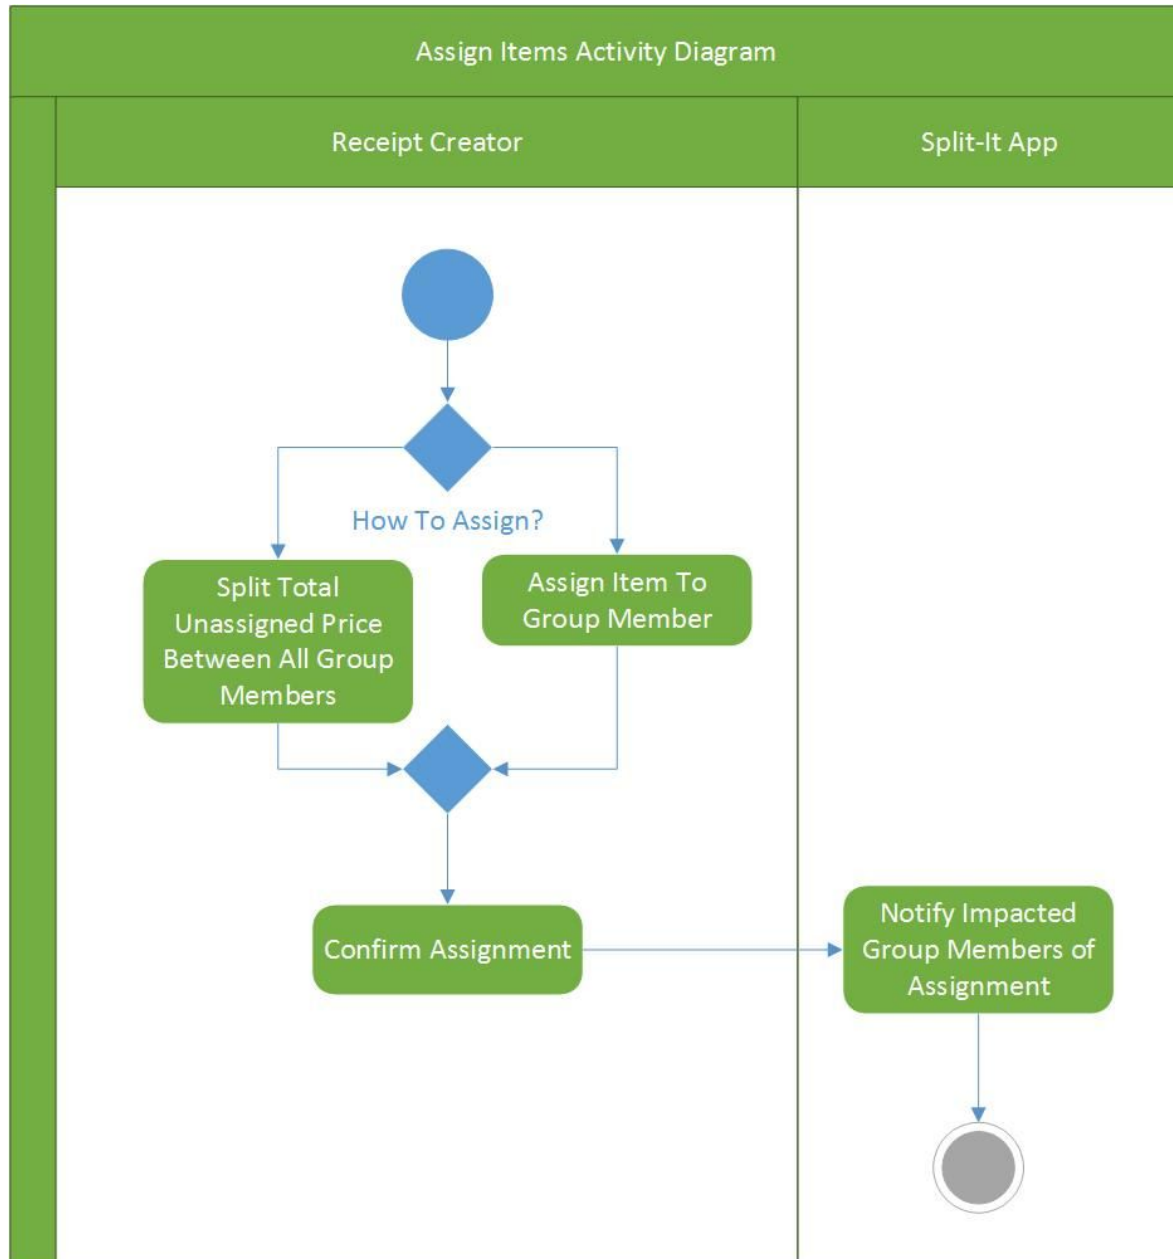 Assign Items Activity Diagram
Receipt Creator
Split-It App
How To Assign?
Split Total
Unassigned Price
Between All Group
Members
Assign Item To
Group Member
Confirm Assignment
Notify Impacted
Group Members of
Assignment